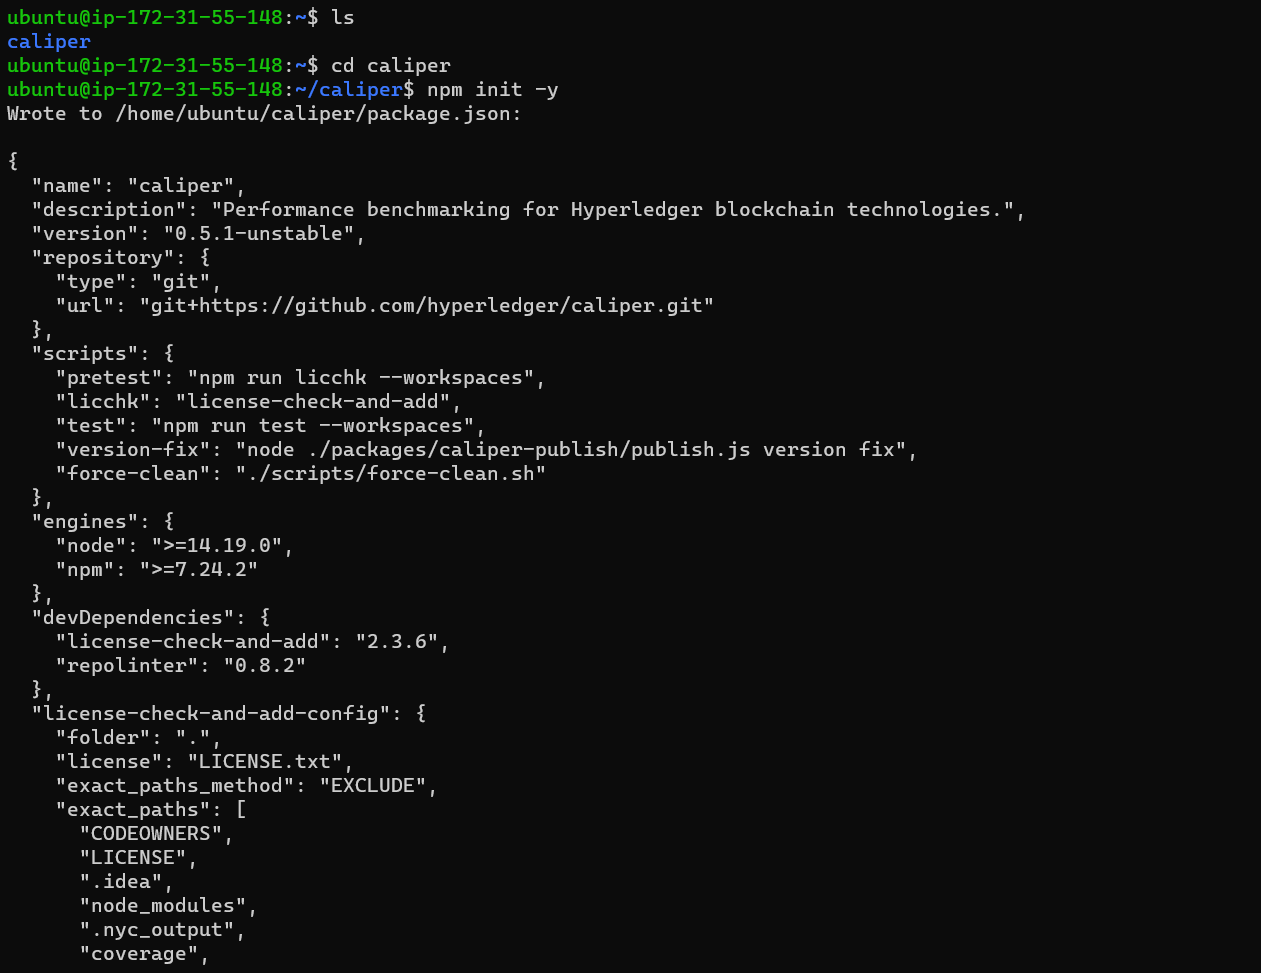 ubuntu@ip-172-31-55-148:~$ ls
caliper
ubuntu@ip-172-31-55-148:~$ cd caliper
ubuntu@ip-172-31-55-148:~/caliper$ npm init -y
Wrote to /home/ubuntu/caliper/package.json:

{
  "name": "caliper",
  "description": "Performance benchmarking for Hyperledger blockchain technologies.",
  "version": "0.5.1-unstable",
  "repository": {
    "type": "git",
    "url": "git+https://github.com/hyperledger/caliper.git"
  },
  "scripts": {
    "pretest": "npm run licchk --workspaces",
    "licchk": "license-check-and-add",
    "test": "npm run test --workspaces",
    "version-fix": "node ./packages/caliper-publish/publish.js version fix",
    "force-clean": "./scripts/force-clean.sh"
  },
  "engines": {
    "node": ">=14.19.0",
    "npm": ">=7.24.2"
  },
  "devDependencies": {
    "license-check-and-add": "2.3.6",
    "repolinter": "0.8.2"
  },
  "license-check-and-add-config": {
    "folder": ".",
    "license": "LICENSE.txt",
    "exact_paths_method": "EXCLUDE",
    "exact_paths": [
      "CODEOWNERS",
      "LICENSE",
      ".idea",
      "node_modules",
      ".nyc_output",
      "coverage",